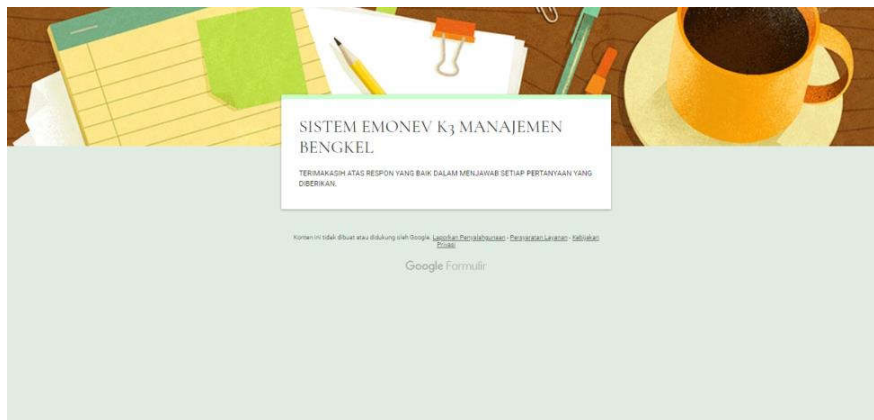 SISTEM EMONEV K3 MANAJEMEN
BENGKEL
TERIMAKASIH ATAS RESPON YANG BAIK DALAM MENJAWAB SETIAP PERTANYAAN YANG
DIBERIKAN.
Konten ini tidak dibuat atau didukung oleh Google. Laporkan Penyalahgunaan - Persyaratan Layanan - Kebijakan
Privasi
Google Formulir